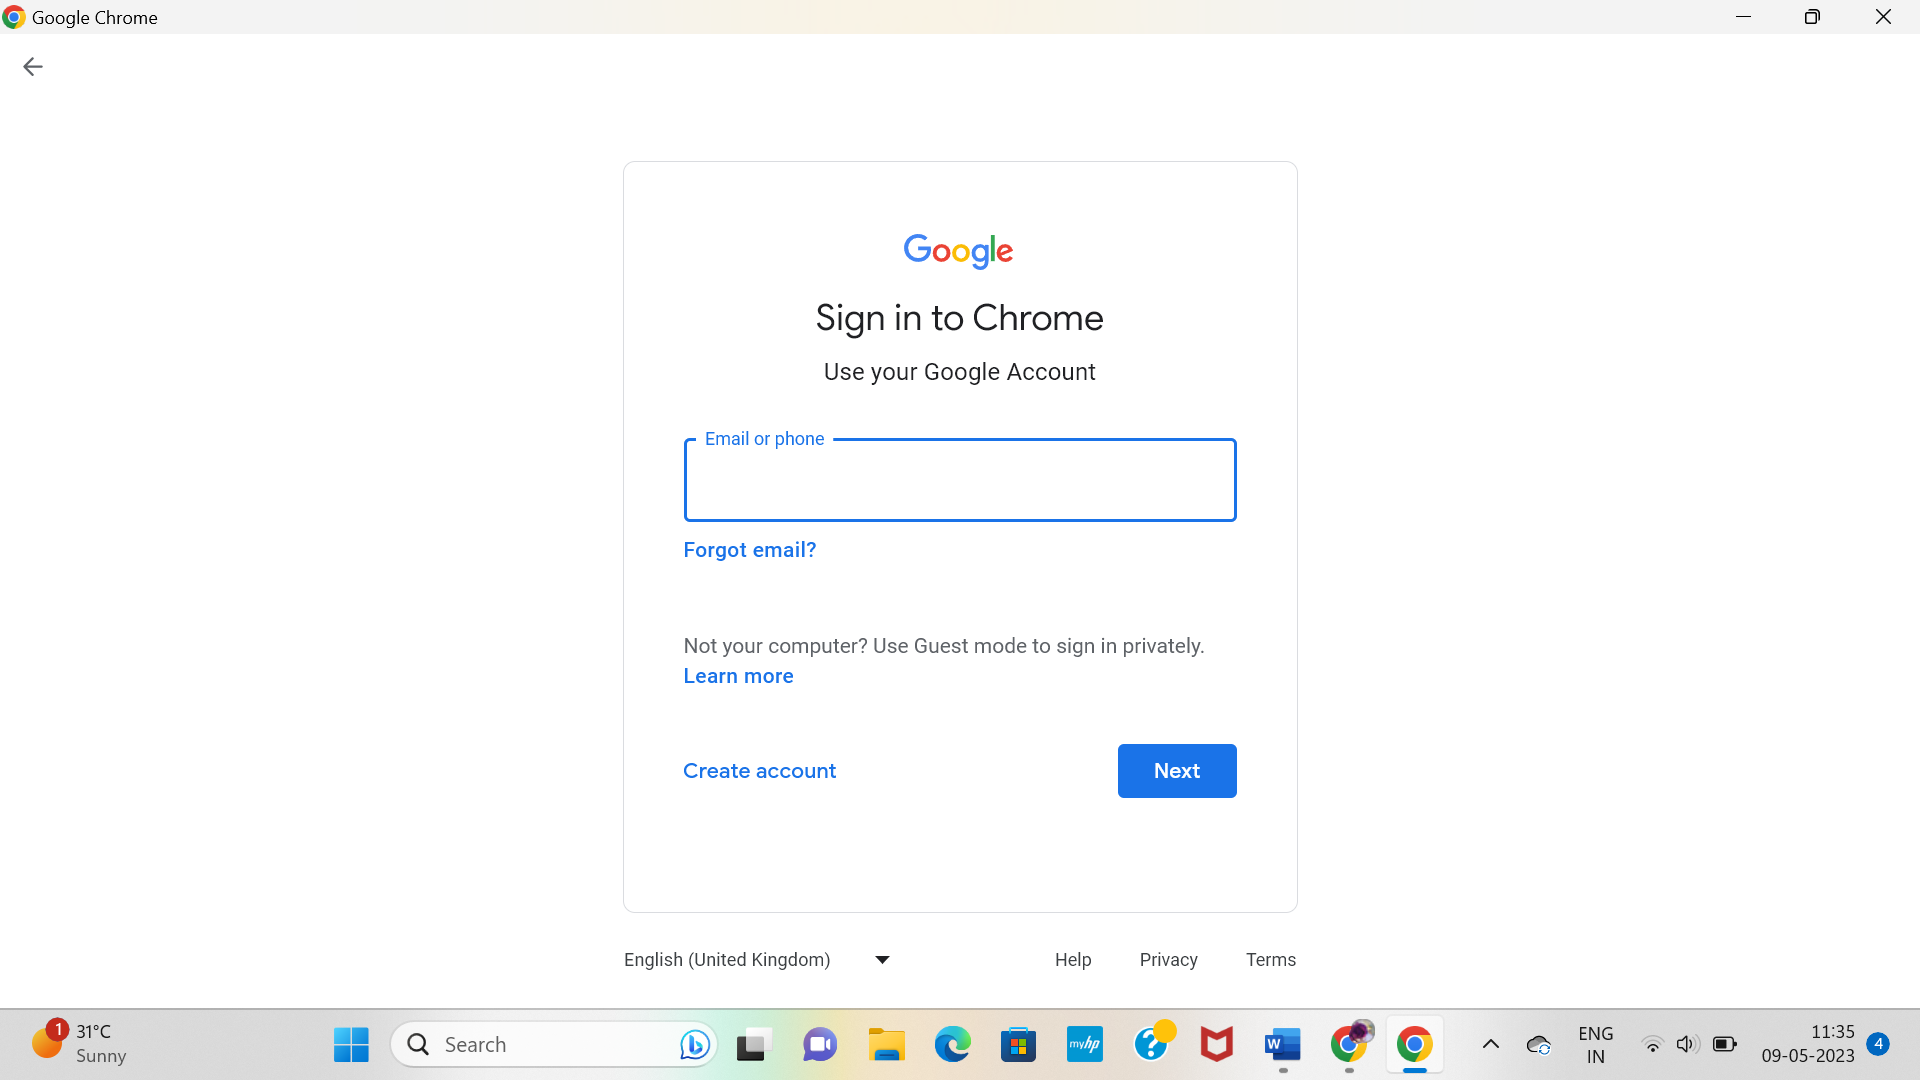 Google Chrome
Google
Sign in to Chrome
Use your Google Account
Email or phone
Forgot email?
Not your computer? Use Guest mode to sign in privately.
Learn more
Create account
Next
English (United Kingdom)
Help
Privacy
Terms
1
31°C
Sunny
Search
myhp
?
W
ENG
IN
11:35
09-05-2023
4